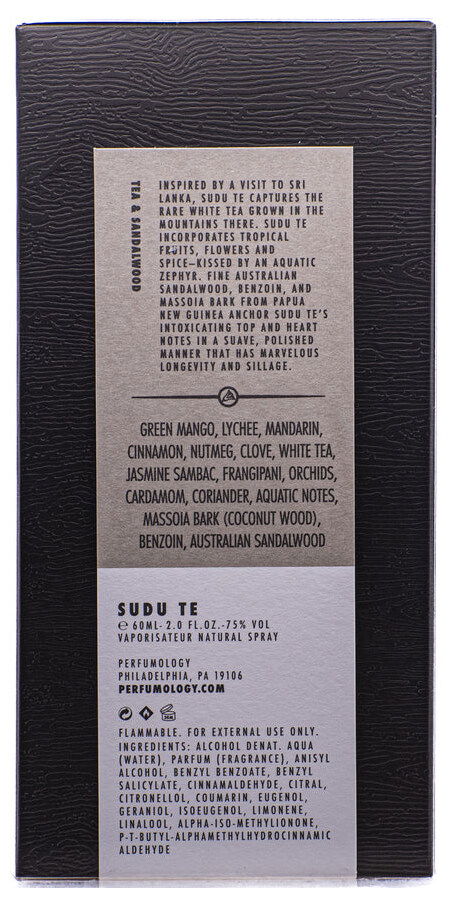 TEA & SANDALWOOD
INSPIRED BY A VISIT TO SRI
LANKA, SUDU TE CAPTURES THE
RARE WHITE TEA GROWN IN THE
MOUNTAINS THERE. SUDU TE
INCORPORATES TROPICAL
FRUITS, FLOWERS AND
SPICE–KISSED BY AN AQUATIC
ZEPHYR. FINE AUSTRALIAN
SANDALWOOD, BENZOIN, AND
MASSOIA BARK FROM PAPUA
NEW GUINEA ANCHOR SUDU TE'S
INTOXICATING TOP AND HEART
NOTES IN A SUAVE, POLISHED
MANNER THAT HAS MARVELOUS
LONGEVITY AND SILLAGE.
GREEN MANGO, LYCHEE, MANDARIN,
CINNAMON, NUTMEG, CLOVE, WHITE TEA,
JASMINE SAMBAC, FRANGIPANI, ORCHIDS,
CARDAMOM, CORIANDER, AQUATIC NOTES,
MASSOIA BARK (COCONUT WOOD),
BENZOIN, AUSTRALIAN SANDALWOOD
SUDU TE
℮ 60ML- 2.0 FL.OZ.-75% VOL
VAPORISATEUR NATURAL SPRAY
PERFUMOLOGY
PHILADELPHIA, PA 19106
PERFUMOLOGY.COM
FLAMMABLE. FOR EXTERNAL USE ONLY.
INGREDIENTS: ALCOHOL DENAT. AQUA
(WATER), PARFUM (FRAGRANCE), ANISYL
ALCOHOL, BENZYL BENZOATE, BENZYL
SALICYLATE, CINNAMALDEHYDE, CITRAL,
CITRONELLOL, COUMARIN, EUGENOL,
GERANIOL, ISOEUGENOL, LIMONENE,
LINALOOL, ALPHA-ISO-METHYLIONONE,
P-T-BUTYL-ALPHAMETHYLHYDROCINNAMIC
ALDEHYDE